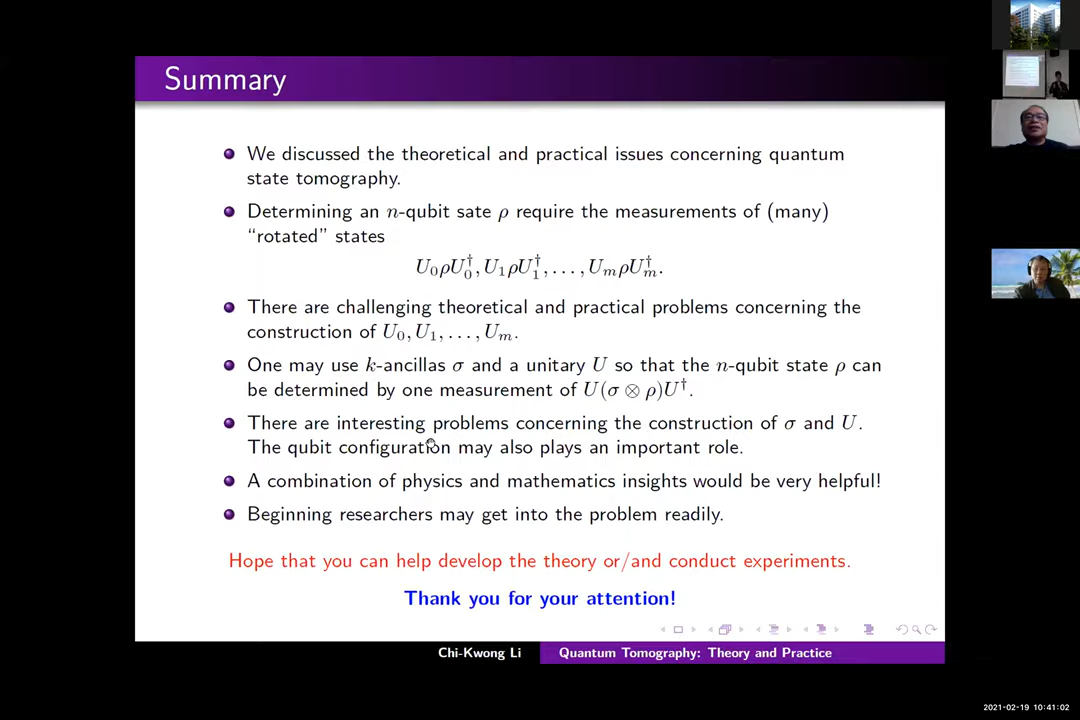 Summary
We discussed the theoretical and practical issues concerning quantum
state tomography.
Determining an n-qubit sate ρ require the measurements of (many)
“rotated” states
U₀ρU₀†, U₁ρU₁†, . . . , UₘρUₘ†.
There are challenging theoretical and practical problems concerning the
construction of U₀, U₁, . . . , Uₘ.
One may use k-ancillas σ and a unitary U so that the n-qubit state ρ can
be determined by one measurement of U(σ ⊗ ρ)U†.
There are interesting problems concerning the construction of σ and U.
The qubit configuration may also plays an important role.
A combination of physics and mathematics insights would be very helpful!
Beginning researchers may get into the problem readily.
Hope that you can help develop the theory or/and conduct experiments.
Thank you for your attention!
Chi-Kwong Li
Quantum Tomography: Theory and Practice
2021-02-19 10:41:02